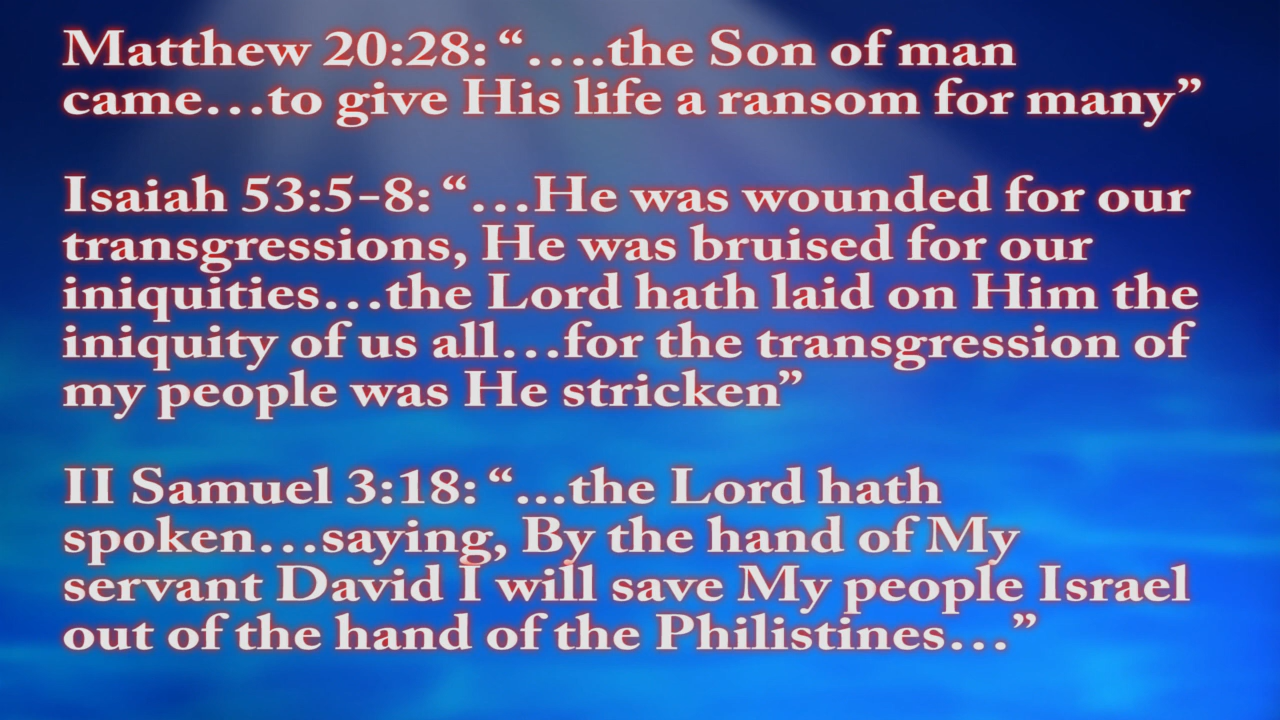 Matthew 20:28: “….the Son of man
came…to give His life a ransom for many”
Isaiah 53:5-8: “…He was wounded for our
transgressions, He was bruised for our
iniquities…the Lord hath laid on Him the
iniquity of us all…for the transgression of
my people was He stricken”
II Samuel 3:18: “…the Lord hath
spoken…saying, By the hand of My
servant David I will save My people Israel
out of the hand of the Philistines…”